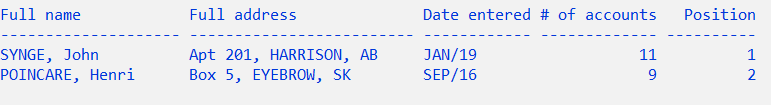 Full name            Full address              Date entered # of accounts   Position
-------------------- ------------------------- ------------ ------------- ----------
SYNGE, John          Apt 201, HARRISON, AB     JAN/19                  11          1
POINCARE, Henri      Box 5, EYEBROW, SK        SEP/16                   9          2